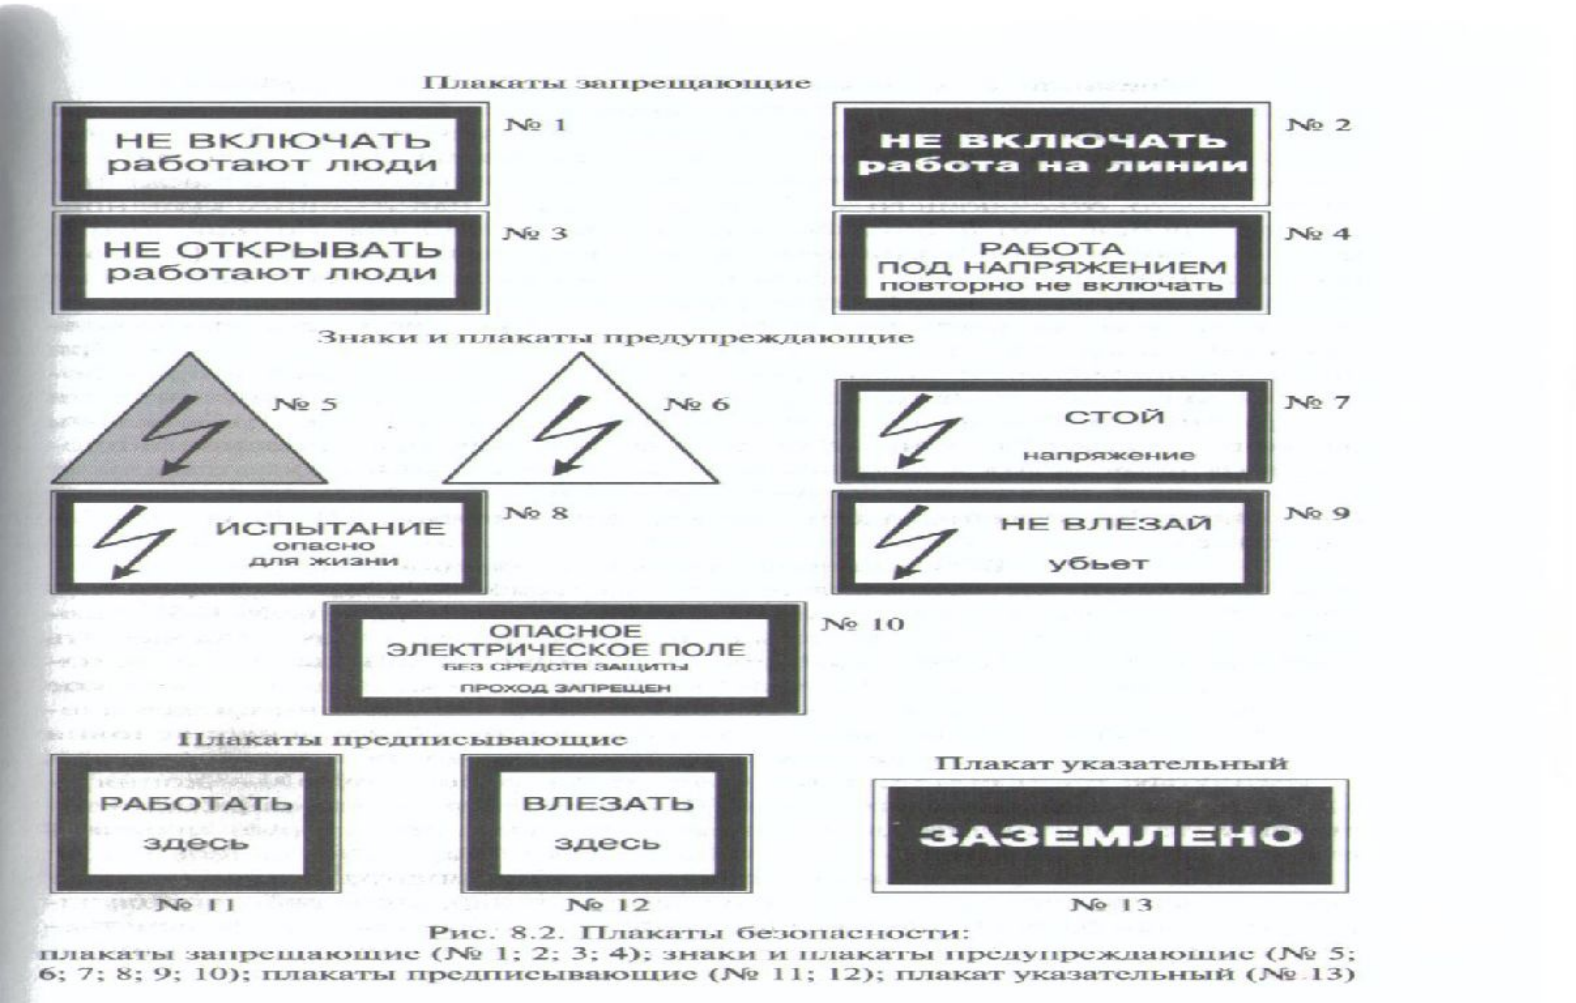 Плакаты запрещающие
НЕ ВКЛЮЧАТЬ
работают люди
№ 1
НЕ ВКЛЮЧАТЬ
работа на линии
№ 2
НЕ ОТКРЫВАТЬ
работают люди
№ 3
РАБОТА
ПОД НАПРЯЖЕНИЕМ
повторно не включать
№ 4
Знаки и плакаты предупреждающие
№ 5
№ 6
СТОЙ
напряжение
№ 7
ИСПЫТАНИЕ
опасно
для жизни
№ 8
НЕ ВЛЕЗАЙ
убьет
№ 9
ОПАСНОЕ
ЭЛЕКТРИЧЕСКОЕ ПОЛЕ
БЕЗ СРЕДСТВ ЗАЩИТЫ
ПРОХОД ЗАПРЕЩЕН
№ 10
Плакаты предписывающие
РАБОТАТЬ
здесь
№ 11
ВЛЕЗАТЬ
здесь
№ 12
Плакат указательный
ЗАЗЕМЛЕНО
№ 13
Рис. 8.2. Плакаты безопасности:
плакаты запрещающие (№ 1; 2; 3; 4); знаки и плакаты предупреждающие (№ 5;
6; 7; 8; 9; 10); плакаты предписывающие (№ 11; 12); плакат указательный (№ 13)